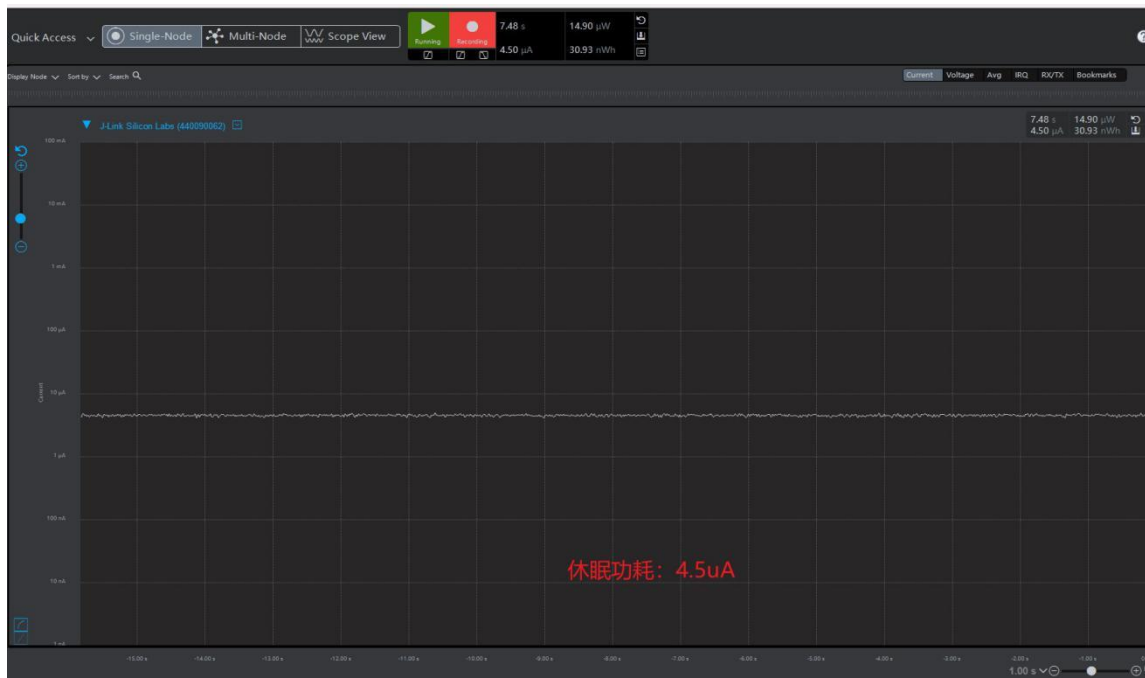 Quick Access
Single-Node
Multi-Node
Scope View
Running
Recording
7.48 s
14.90 µW
4.50 µA
30.93 nWh
Display Node
Sort by
Search
Current
Voltage
Avg
IRQ
RX/TX
Bookmarks
J-Link Silicon Labs (440090062)
7.48 s 14.90 µW
4.50 µA 30.93 nWh
100 mA
10 mA
1 mA
100 µA
Current
10 µA
1 µA
100 nA
10 nA
1 nA
休眠功耗：4.5uA
-15.00 s
-14.00 s
-13.00 s
-12.00 s
-11.00 s
-10.00 s
-9.00 s
-8.00 s
-7.00 s
-6.00 s
-5.00 s
-4.00 s
-3.00 s
-2.00 s
-1.00 s
1.00 s